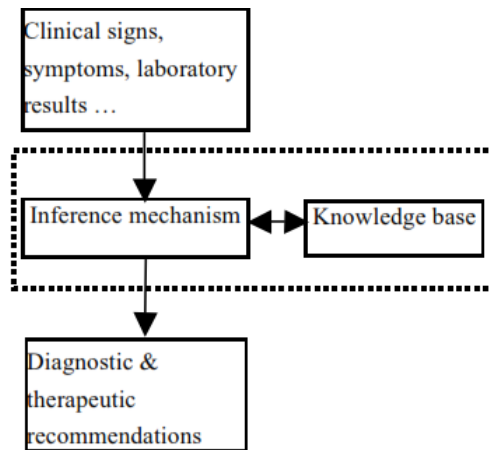 Clinical signs,
symptoms, laboratory
results …
Inference mechanism
Knowledge base
Diagnostic &
therapeutic
recommendations